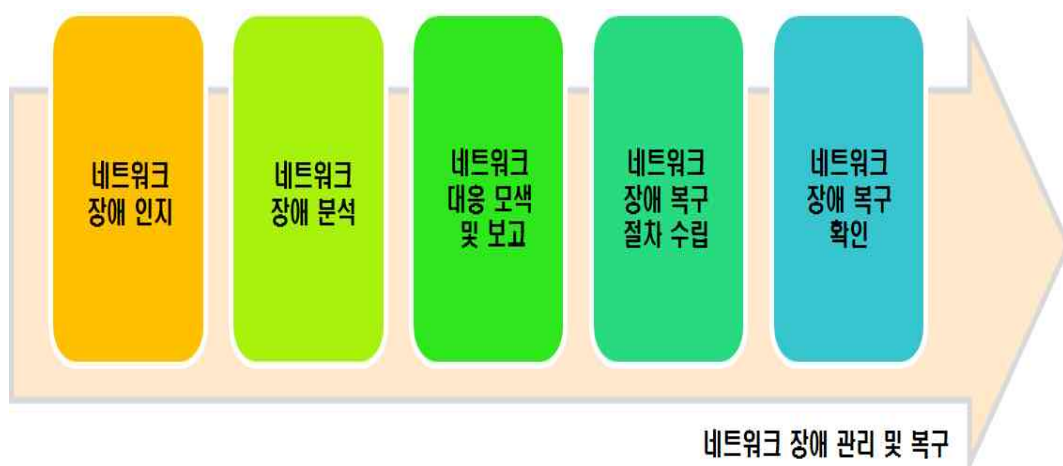 네트워크
장애 인지
네트워크
장애 분석
네트워크
대응 모색
및 보고
네트워크
장애 복구
절차 수립
네트워크
장애 복구
확인
네트워크 장애 관리 및 복구